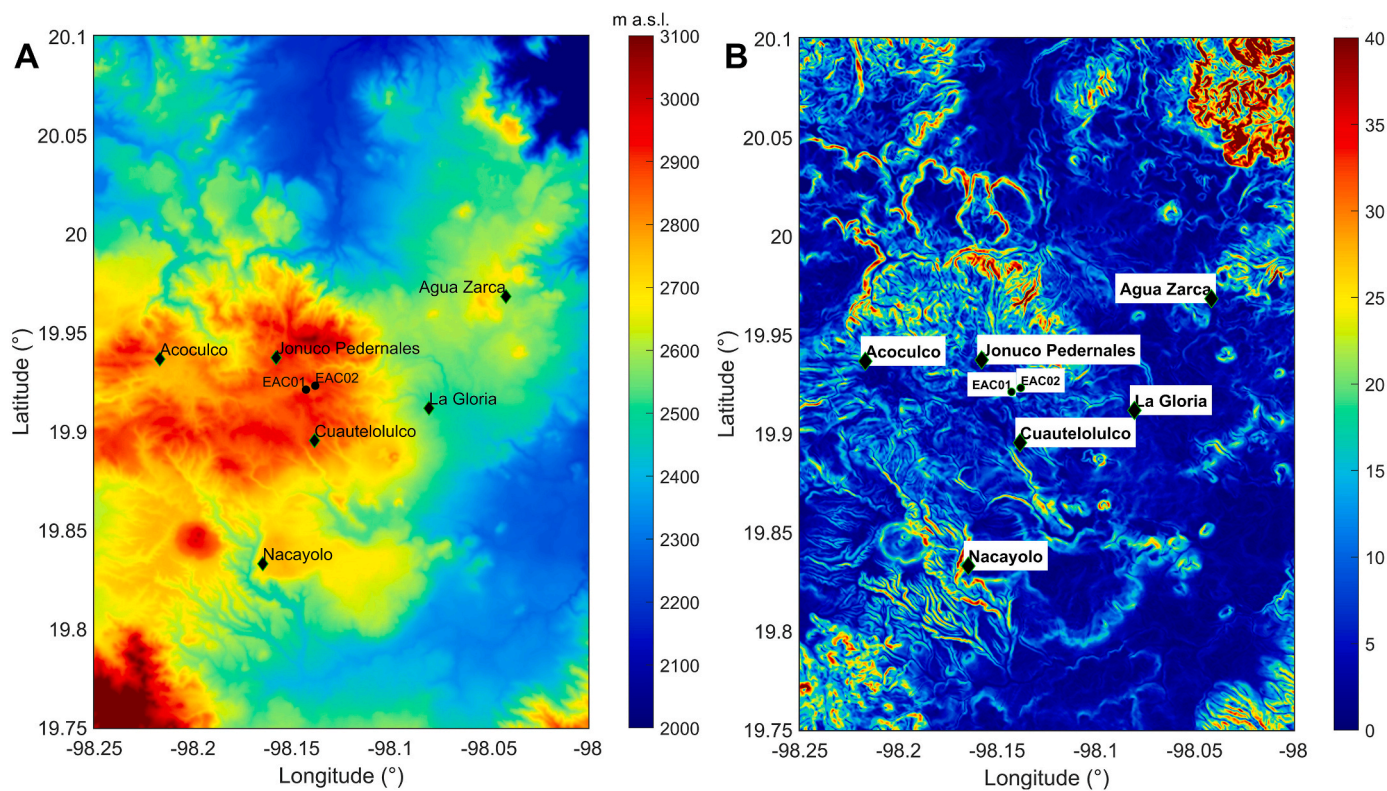 A
m a.s.l.
20.1
20.05
20
19.95
19.9
19.85
19.8
19.75
Latitude (°)
-98.25
-98.2
-98.15
-98.1
-98.05
-98
Longitude (°)
Agua Zarca
Acoculco
Jonuco Pedernales
EAC01
EAC02
La Gloria
Cuautelolulco
Nacayolo
3100
3000
2900
2800
2700
2600
2500
2400
2300
2200
2100
2000
B
20.1
20.05
20
19.95
19.9
19.85
19.8
19.75
Latitude (°)
-98.25
-98.2
-98.15
-98.1
-98.05
-98
Longitude (°)
Agua Zarca
Acoculco
Jonuco Pedernales
EAC01
EAC02
La Gloria
Cuautelolulco
Nacayolo
40
35
30
25
20
15
10
5
0